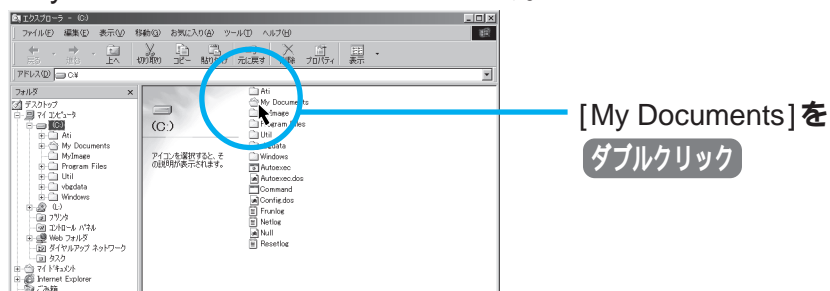 エクスプローラ - (C:)
ファイル(F) 編集(E) 表示(V) 移動(G) お気に入り(A) ツール(T) ヘルプ(H)
戻る 進む 上へ 切り取り コピー 貼り付け 元に戻す 削除 プロパティ 表示
アドレス(D) C:¥
フォルダ ×
デスクトップ
マイ コンピュータ
(C:)
Ati
My Documents
MyImage
Program Files
Util
vbgdata
Windows
(L:)
プリンタ
コントロール パネル
Web フォルダ
ダイヤルアップ ネットワーク
タスク
マイ ドキュメント
Internet Explorer
ごみ箱
(C:)
アイコンを選択すると、そ
の説明が表示されます。
Ati
My Documents
Image
Program Files
Util
vbgdata
Windows
Autoexec
Autoexec.dos
Command
Config.dos
Frunlog
Netlog
Null
Resetlog
[My Documents]を
ダブルクリック